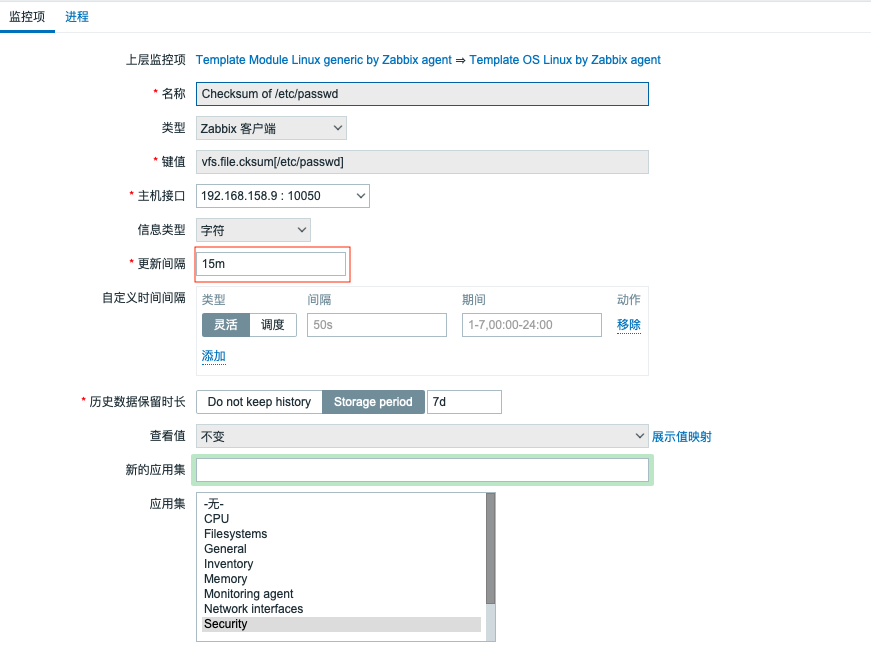 监控项 进程
上层监控项 Template Module Linux generic by Zabbix agent ⇒ Template OS Linux by Zabbix agent
* 名称 Checksum of /etc/passwd
类型 Zabbix 客户端
* 键值 vfs.file.cksum[/etc/passwd]
* 主机接口 192.168.158.9 : 10050
信息类型 字符
* 更新间隔 15m
自定义时间间隔 类型 间隔 期间 动作
灵活 调度 50s 1-7,00:00-24:00 移除
添加
* 历史数据保留时长 Do not keep history Storage period 7d
查看值 不变 展示值映射
新的应用集
应用集 -无-
CPU
Filesystems
General
Inventory
Memory
Monitoring agent
Network interfaces
Security